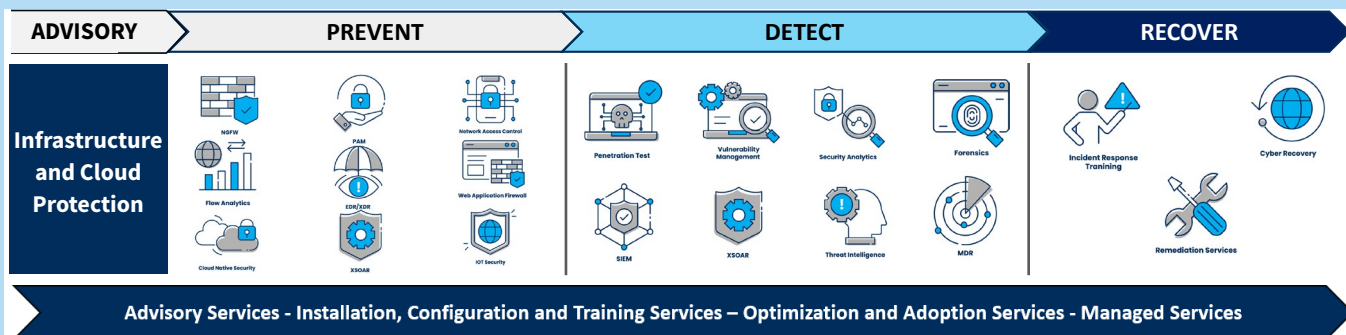 ADVISORY
PREVENT
DETECT
RECOVER
Infrastructure
and Cloud
Protection
NGFW
PAM
Network Access Control
Flow Analytics
EDR/XDR
Web Application Firewall
Cloud Native Security
XSOAR
IOT Security
Penetration Test
Vulnerability
Management
Security Analytics
Forensics
SIEM
XSOAR
Threat Intelligence
MDR
Incident Response
Tranining
Cyber Recovery
Remediation Services
Advisory Services - Installation, Configuration and Training Services – Optimization and Adoption Services - Managed Services